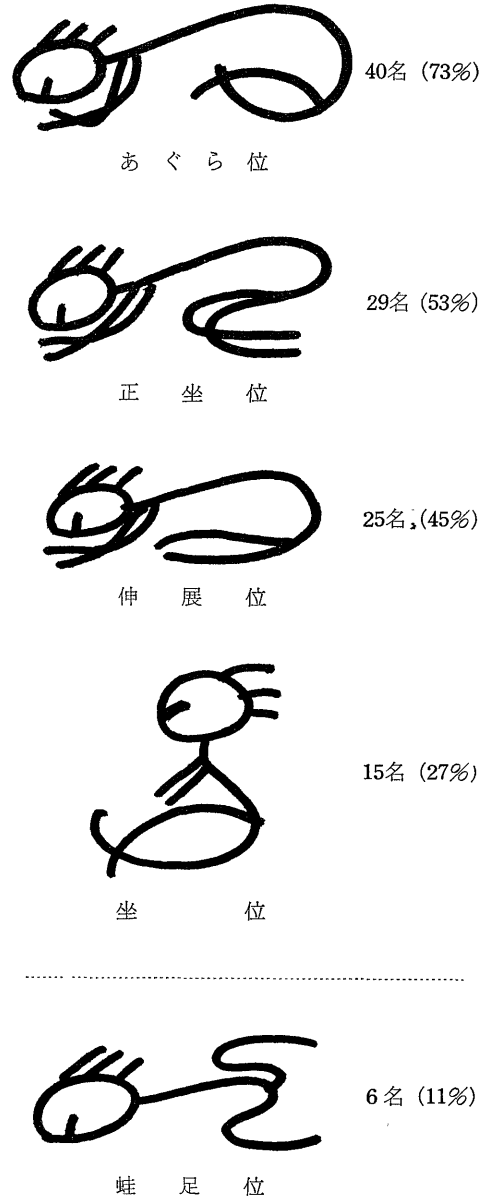 40名 (73%)
あぐら位
29名 (53%)
正坐位
25名 (45%)
伸展位
15名 (27%)
坐位
6名 (11%)
蛙足位